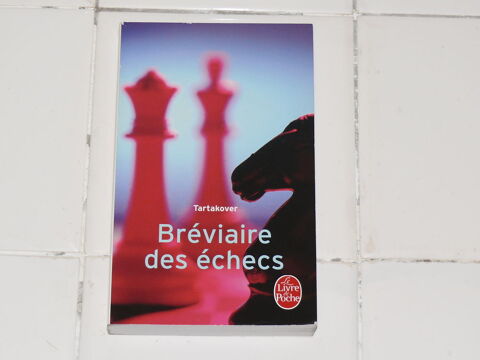 Tartakover
Bréviaire
des échecs
Le
Livre
de
Poche